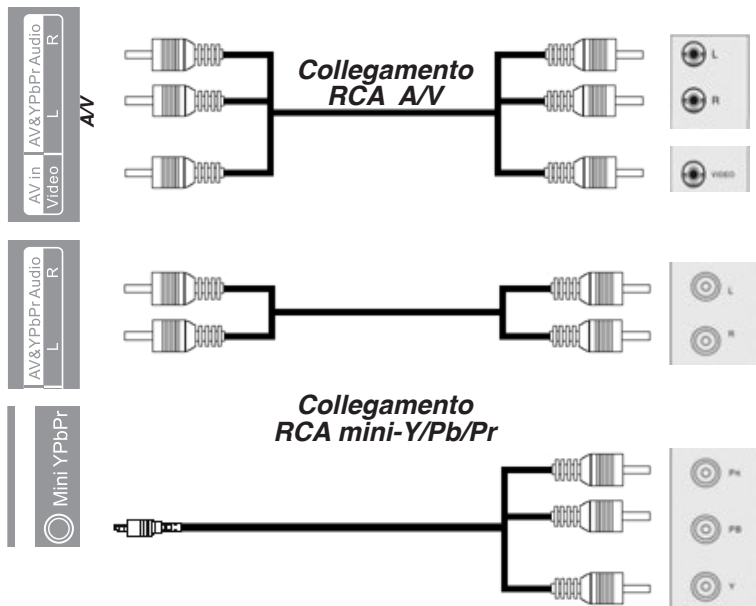 AV&YPbPr Audio
R
L
AV in
Video
A/V
Collegamento
RCA A/V
L
R
VIDEO
AV&YPbPr Audio
R
L
L
R
Collegamento
RCA mini-Y/Pb/Pr
Mini YPbPr
PR
PB
Y